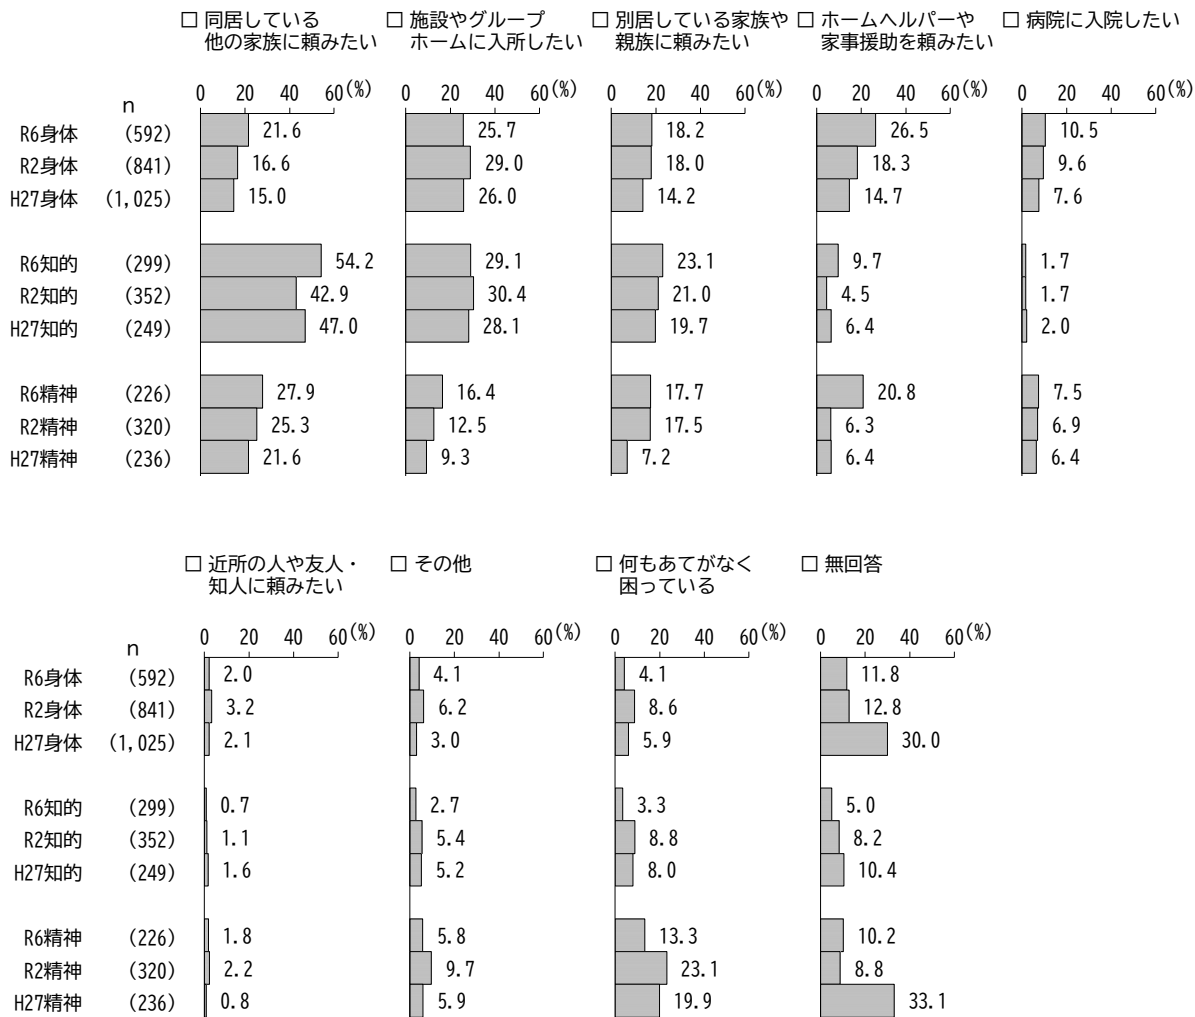 □ 同居している □ 施設やグループ □ 別居している家族や □ ホームヘルパーや □ 病院に入院したい
他の家族に頼みたい ホームに入所したい 親族に頼みたい 家事援助を頼みたい
0 20 40 60(%) 0 20 40 60(%) 0 20 40 60(%) 0 20 40 60(%) 0 20 40 60(%)
n
R6身体 (592) 21.6 25.7 18.2 26.5 10.5
R2身体 (841) 16.6 29.0 18.0 18.3 9.6
H27身体 (1,025) 15.0 26.0 14.2 14.7 7.6
R6知的 (299) 54.2 29.1 23.1 9.7 1.7
R2知的 (352) 42.9 30.4 21.0 4.5 1.7
H27知的 (249) 47.0 28.1 19.7 6.4 2.0
R6精神 (226) 27.9 16.4 17.7 20.8 7.5
R2精神 (320) 25.3 12.5 17.5 6.3 6.9
H27精神 (236) 21.6 9.3 7.2 6.4 6.4
□ 近所の人や友人・ □ その他 □ 何もあてがなく □ 無回答
知人に頼みたい 困っている
0 20 40 60(%) 0 20 40 60(%) 0 20 40 60(%) 0 20 40 60(%)
n
R6身体 (592) 2.0 4.1 4.1 11.8
R2身体 (841) 3.2 6.2 8.6 12.8
H27身体 (1,025) 2.1 3.0 5.9 30.0
R6知的 (299) 0.7 2.7 3.3 5.0
R2知的 (352) 1.1 5.4 8.8 8.2
H27知的 (249) 1.6 5.2 8.0 10.4
R6精神 (226) 1.8 5.8 13.3 10.2
R2精神 (320) 2.2 9.7 23.1 8.8
H27精神 (236) 0.8 5.9 19.9 33.1